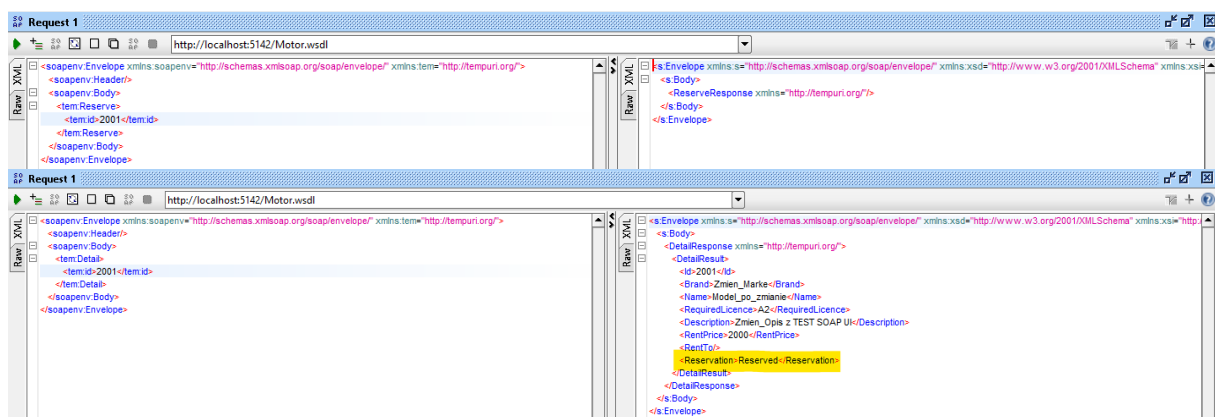 Request 1
http://localhost:5142/Motor.wsdl
XML
Raw
<soapenv:Envelope xmlns:soapenv="http://schemas.xmlsoap.org/soap/envelope/" xmlns:tem="http://tempuri.org/">
<soapenv:Header/>
<soapenv:Body>
<tem:Reserve>
<tem:id>2001</tem:id>
</tem:Reserve>
</soapenv:Body>
</soapenv:Envelope>
XML
Raw
<s:Envelope xmlns:s="http://schemas.xmlsoap.org/soap/envelope/" xmlns:xsd="http://www.w3.org/2001/XMLSchema" xmlns:xsi=
<s:Body>
<ReserveResponse xmlns="http://tempuri.org/"/>
</s:Body>
</s:Envelope>
Request 1
http://localhost:5142/Motor.wsdl
XML
Raw
<soapenv:Envelope xmlns:soapenv="http://schemas.xmlsoap.org/soap/envelope/" xmlns:tem="http://tempuri.org/">
<soapenv:Header/>
<soapenv:Body>
<tem:Detail>
<tem:id>2001</tem:id>
</tem:Detail>
</soapenv:Body>
</soapenv:Envelope>
XML
Raw
<s:Envelope xmlns:s="http://schemas.xmlsoap.org/soap/envelope/" xmlns:xsd="http://www.w3.org/2001/XMLSchema" xmlns:xsi="http:/
<s:Body>
<DetailResponse xmlns="http://tempuri.org/">
<DetailResult>
<Id>2001</Id>
<Brand>Zmien_Marke</Brand>
<Name>Model_po_zmianie</Name>
<RequiredLicence>A2</RequiredLicence>
<Description>Zmien_Opis z TEST SOAP UI</Description>
<RentPrice>2000</RentPrice>
<RentTo/>
<Reservation>Reserved</Reservation>
</DetailResult>
</DetailResponse>
</s:Body>
</s:Envelope>